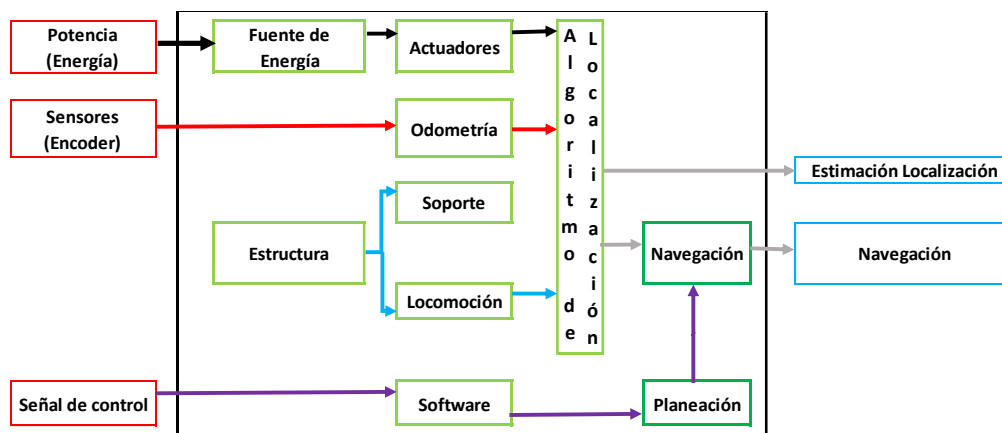 Potencia
(Energía)
Fuente de
Energía
Actuadores
Algoritmo de
Localización
Sensores
(Encoder)
Odometría
Estimación Localización
Soporte
Estructura
Navegación
Navegación
Locomoción
Señal de control
Software
Planeación